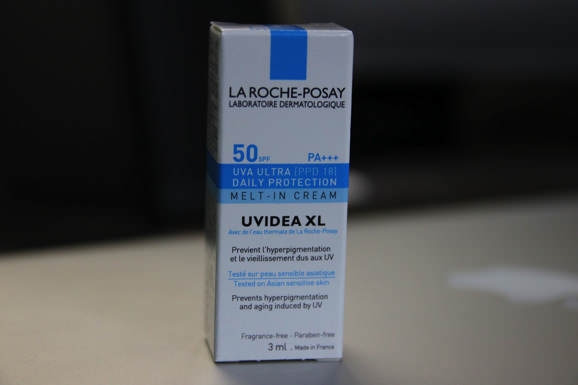 LA ROCHE-POSAY
LABORATOIRE DERMATOLOGIQUE
50 SPF PA+++
UVA ULTRA [PPD 18]
DAILY PROTECTION
MELT-IN CREAM
UVIDEA XL
Avec de l'eau thermale de La Roche-Posay
Prévient l'hyperpigmentation
et le vieillissement dus aux UV
Testé sur peau sensible asiatique
Tested on Asian sensitive skin
Prevents hyperpigmentation
and aging induced by UV
Fragrance-free - Paraben-free
3 ml . Made in France